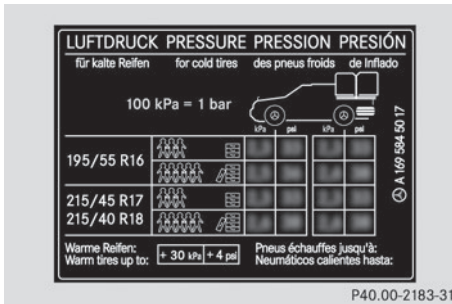 LUFTDRUCK PRESSURE PRESSION PRESIÓN
für kalte Reifen for cold tires des pneus froids de Inflado
100 kPa = 1 bar
kPa psi kPa psi
195/55 R16
215/45 R17
215/40 R18
A 169 584 50 17
Warme Reifen: Pneus échauffes jusqu'à:
Warm tires up to: + 30 kPa + 4 psi Neumáticos calientes hasta:
P40.00-2183-31